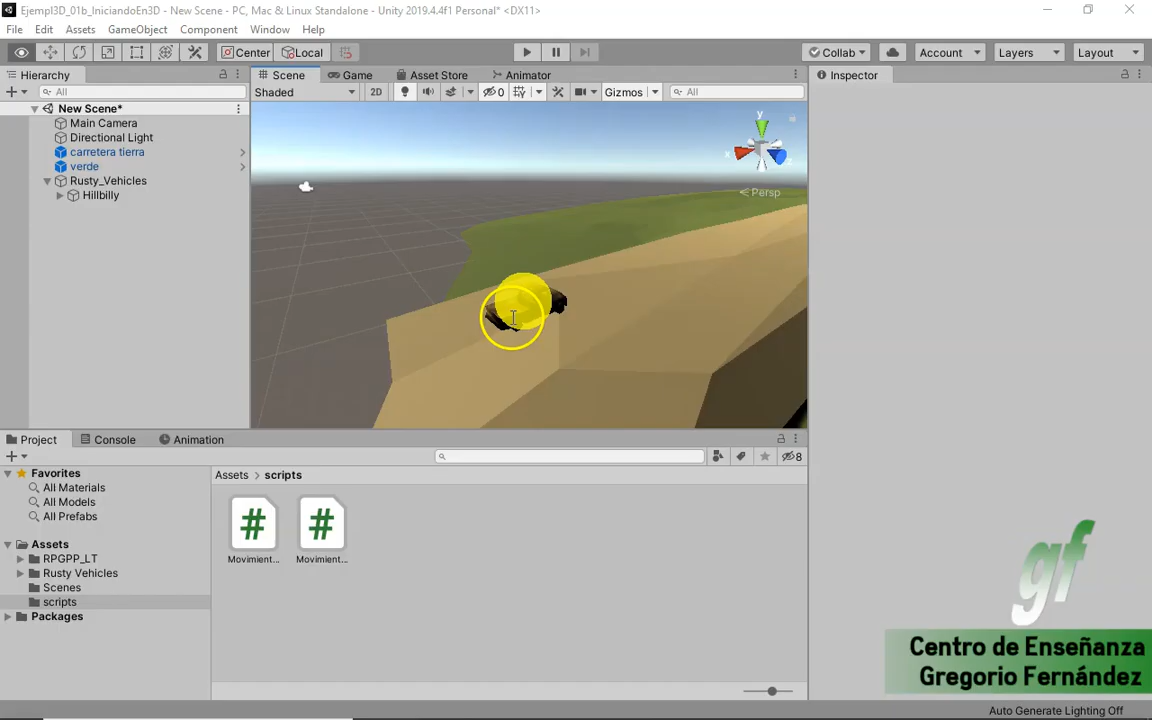 Ejempl3D_01b_IniciandoEn3D - New Scene - PC, Mac & Linux Standalone - Unity 2019.4.4f1 Personal* <DX11>
File Edit Assets GameObject Component Window Help
Center Local Collab Account Layers Layout
Hierarchy Scene Game Asset Store Animator Inspector
All Shaded 2D 0 Gizmos All
New Scene*
Main Camera
Directional Light
carretera tierra
verde
Rusty_Vehicles
Hillbilly
y
x
z
Persp
Project Console Animation
8
Favorites
All Materials
All Models
All Prefabs
Assets
RPGPP_LT
Rusty Vehicles
Scenes
scripts
Packages
Assets > scripts
# #
Movimient... Movimient...
gf
Centro de Enseñanza
Gregorio Fernández
Auto Generate Lighting Off